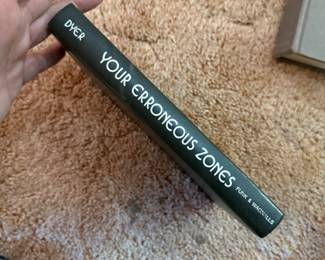 DYER
YOUR ERRONEOUS ZONES
FUNK & WAGNALLS